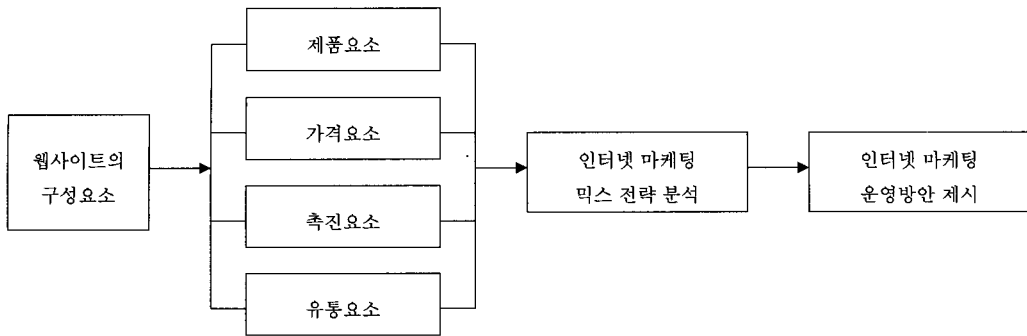 웹사이트의
구성요소
제품요소
가격요소
촉진요소
유통요소
인터넷 마케팅
믹스 전략 분석
인터넷 마케팅
운영방안 제시